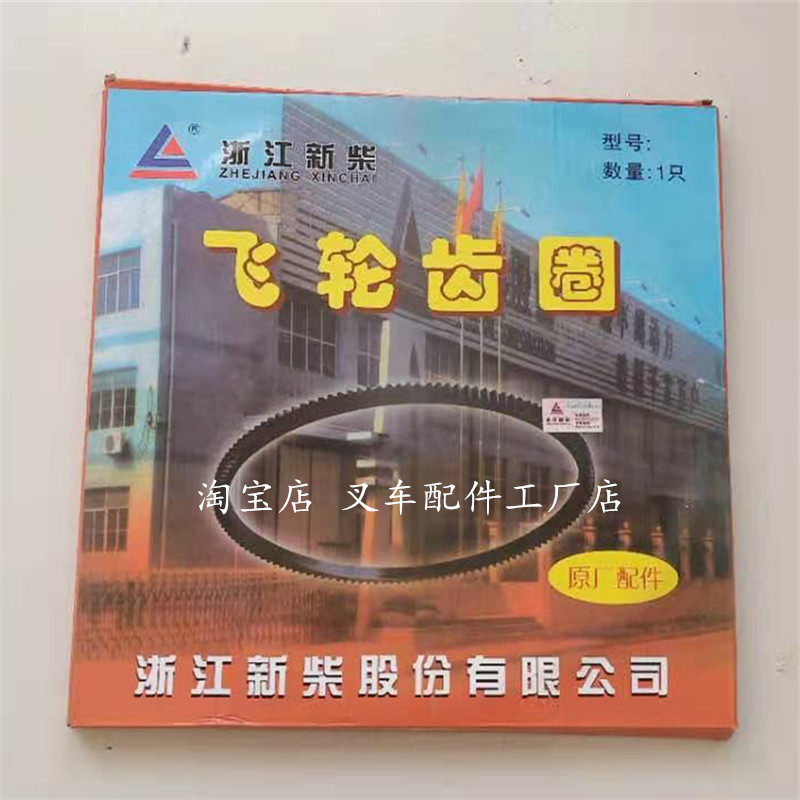 ®
浙江新柴
ZHEJIANG XINCHAI
型号:
数量:1只
飞轮齿圈
淘宝店 叉车配件工厂店
原厂配件
浙江新柴股份有限公司